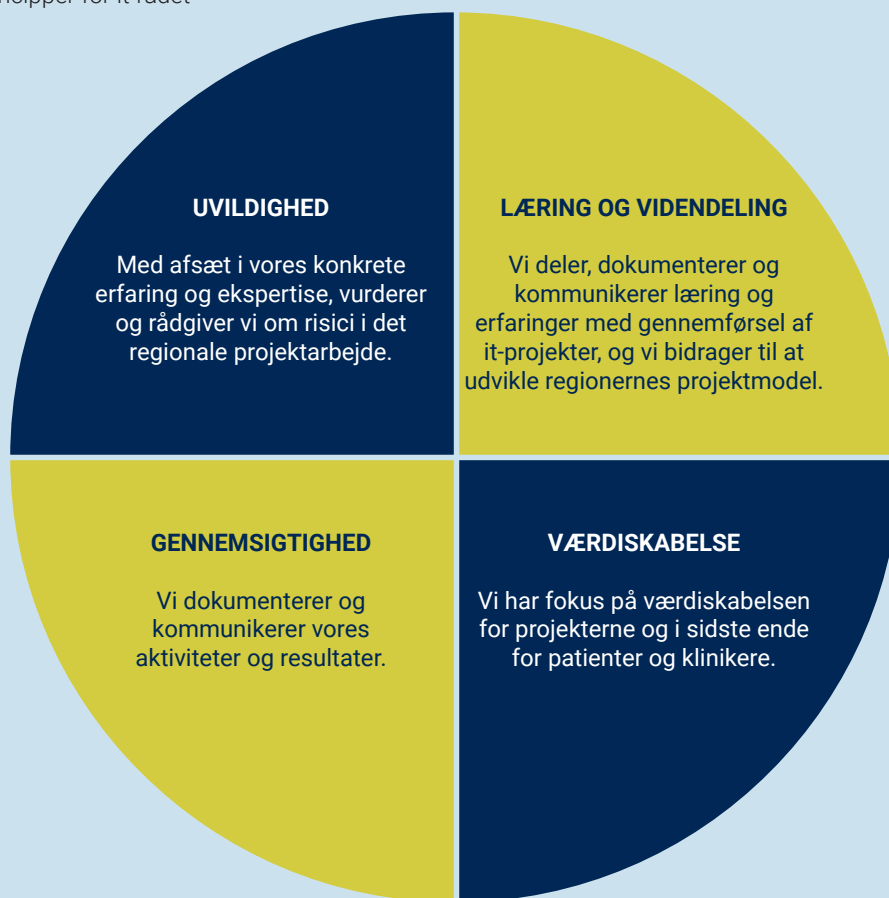 for it-rådet
UVILDIGHED
Med afsæt i vores konkrete
erfaring og ekspertise, vurderer
og rådgiver vi om risici i det
regionale projektarbejde.
LÆRING OG VIDENDELING
Vi deler, dokumenterer og
kommunikerer læring og
erfaringer med gennemførsel af
it-projekter, og vi bidrager til at
udvikle regionernes projektmodel.
GENNEMSIGTIGHED
Vi dokumenterer og
kommunikerer vores
aktiviteter og resultater.
VÆRDISKABELSE
Vi har fokus på værdiskabelsen
for projekterne og i sidste ende
for patienter og klinikere.